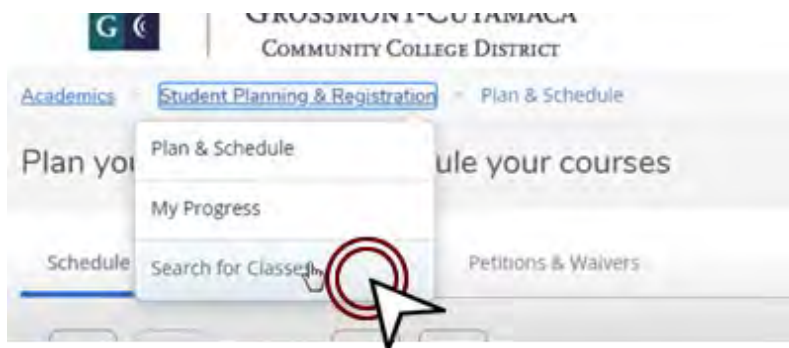 G C
GROSSMONT-CUYAMACA
COMMUNITY COLLEGE DISTRICT
Academics Student Planning & Registration Plan & Schedule
Plan you
ule your courses
Plan & Schedule
My Progress
Search for Classes
Schedule
Petitions & Waivers